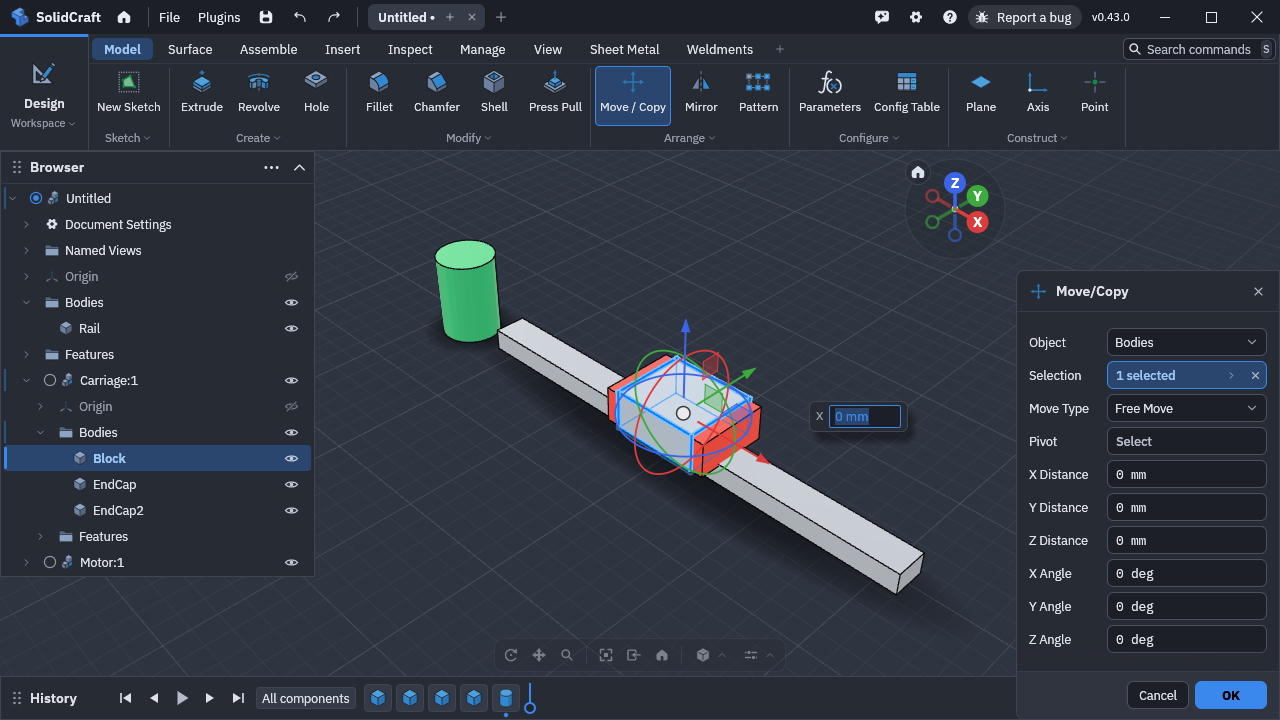 SolidCraft
File
Plugins
Untitled •
Report a bug
v0.43.0
Design
Workspace
Model
Surface
Assemble
Insert
Inspect
Manage
View
Sheet Metal
Weldments
Search commands
S
New Sketch
Extrude
Revolve
Hole
Fillet
Chamfer
Shell
Press Pull
Move / Copy
Mirror
Pattern
Parameters
Config Table
Plane
Axis
Point
Sketch
Create
Modify
Arrange
Configure
Construct
Browser
Untitled
Document Settings
Named Views
Origin
Bodies
Rail
Features
Carriage:1
Origin
Bodies
Block
EndCap
EndCap2
Features
Motor:1
Z
Y
X
X
0 mm
Move/Copy
Object
Bodies
Selection
1 selected
Move Type
Free Move
Pivot
Select
X Distance
0 mm
Y Distance
0 mm
Z Distance
0 mm
X Angle
0 deg
Y Angle
0 deg
Z Angle
0 deg
Cancel
OK
History
All components